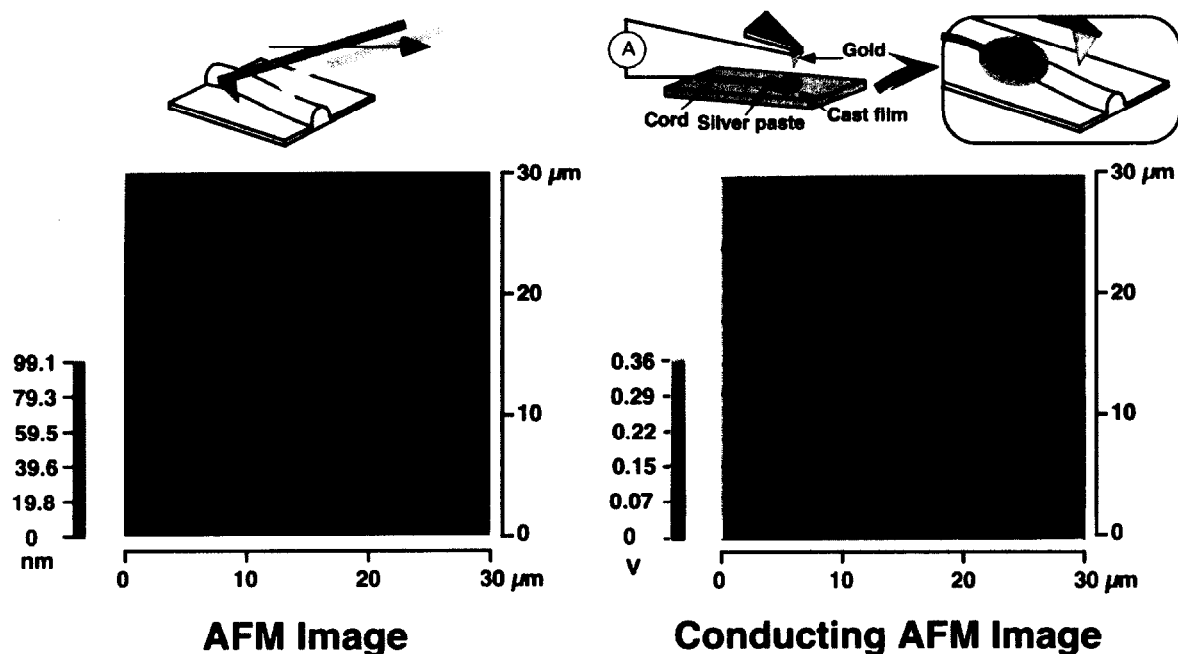 A
Gold
Cord
Silver paste
Cast film
30 µm
20
10
0
99.1
79.3
59.5
39.6
19.8
0
nm
0
10
20
30 µm
AFM Image
30 µm
20
10
0
0.36
0.29
0.22
0.15
0.07
0
V
0
10
20
30 µm
Conducting AFM Image